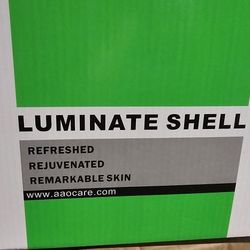 LUMINATE SHELL
REFRESHED
REJUVENATED
REMARKABLE SKIN
www.aaocare.com